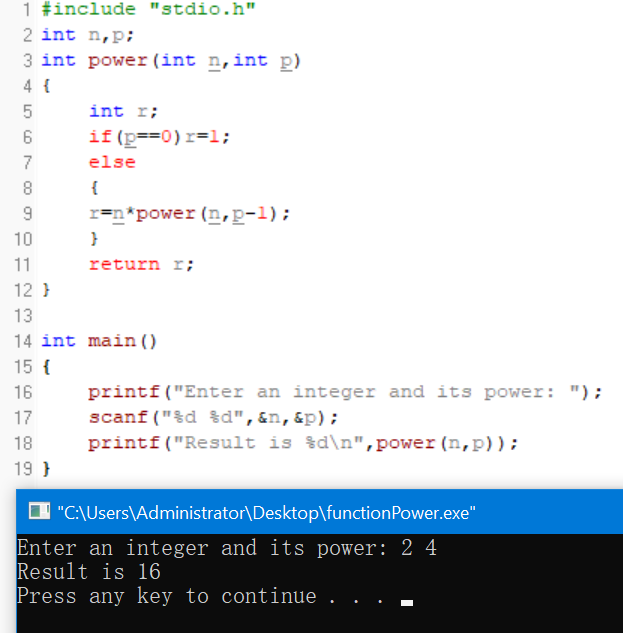 1 #include "stdio.h"
2 int n,p;
3 int power(int n,int p)
4 {
5     int r;
6     if(p==0)r=1;
7     else
8     {
9     r=n*power(n,p-1);
10     }
11     return r;
12 }
13
14 int main()
15 {
16     printf("Enter an integer and its power: ");
17     scanf("%d %d",&n,&p);
18     printf("Result is %d\n",power(n,p));
19 }
"C:\Users\Administrator\Desktop\functionPower.exe"
Enter an integer and its power: 2 4
Result is 16
Press any key to continue . . .